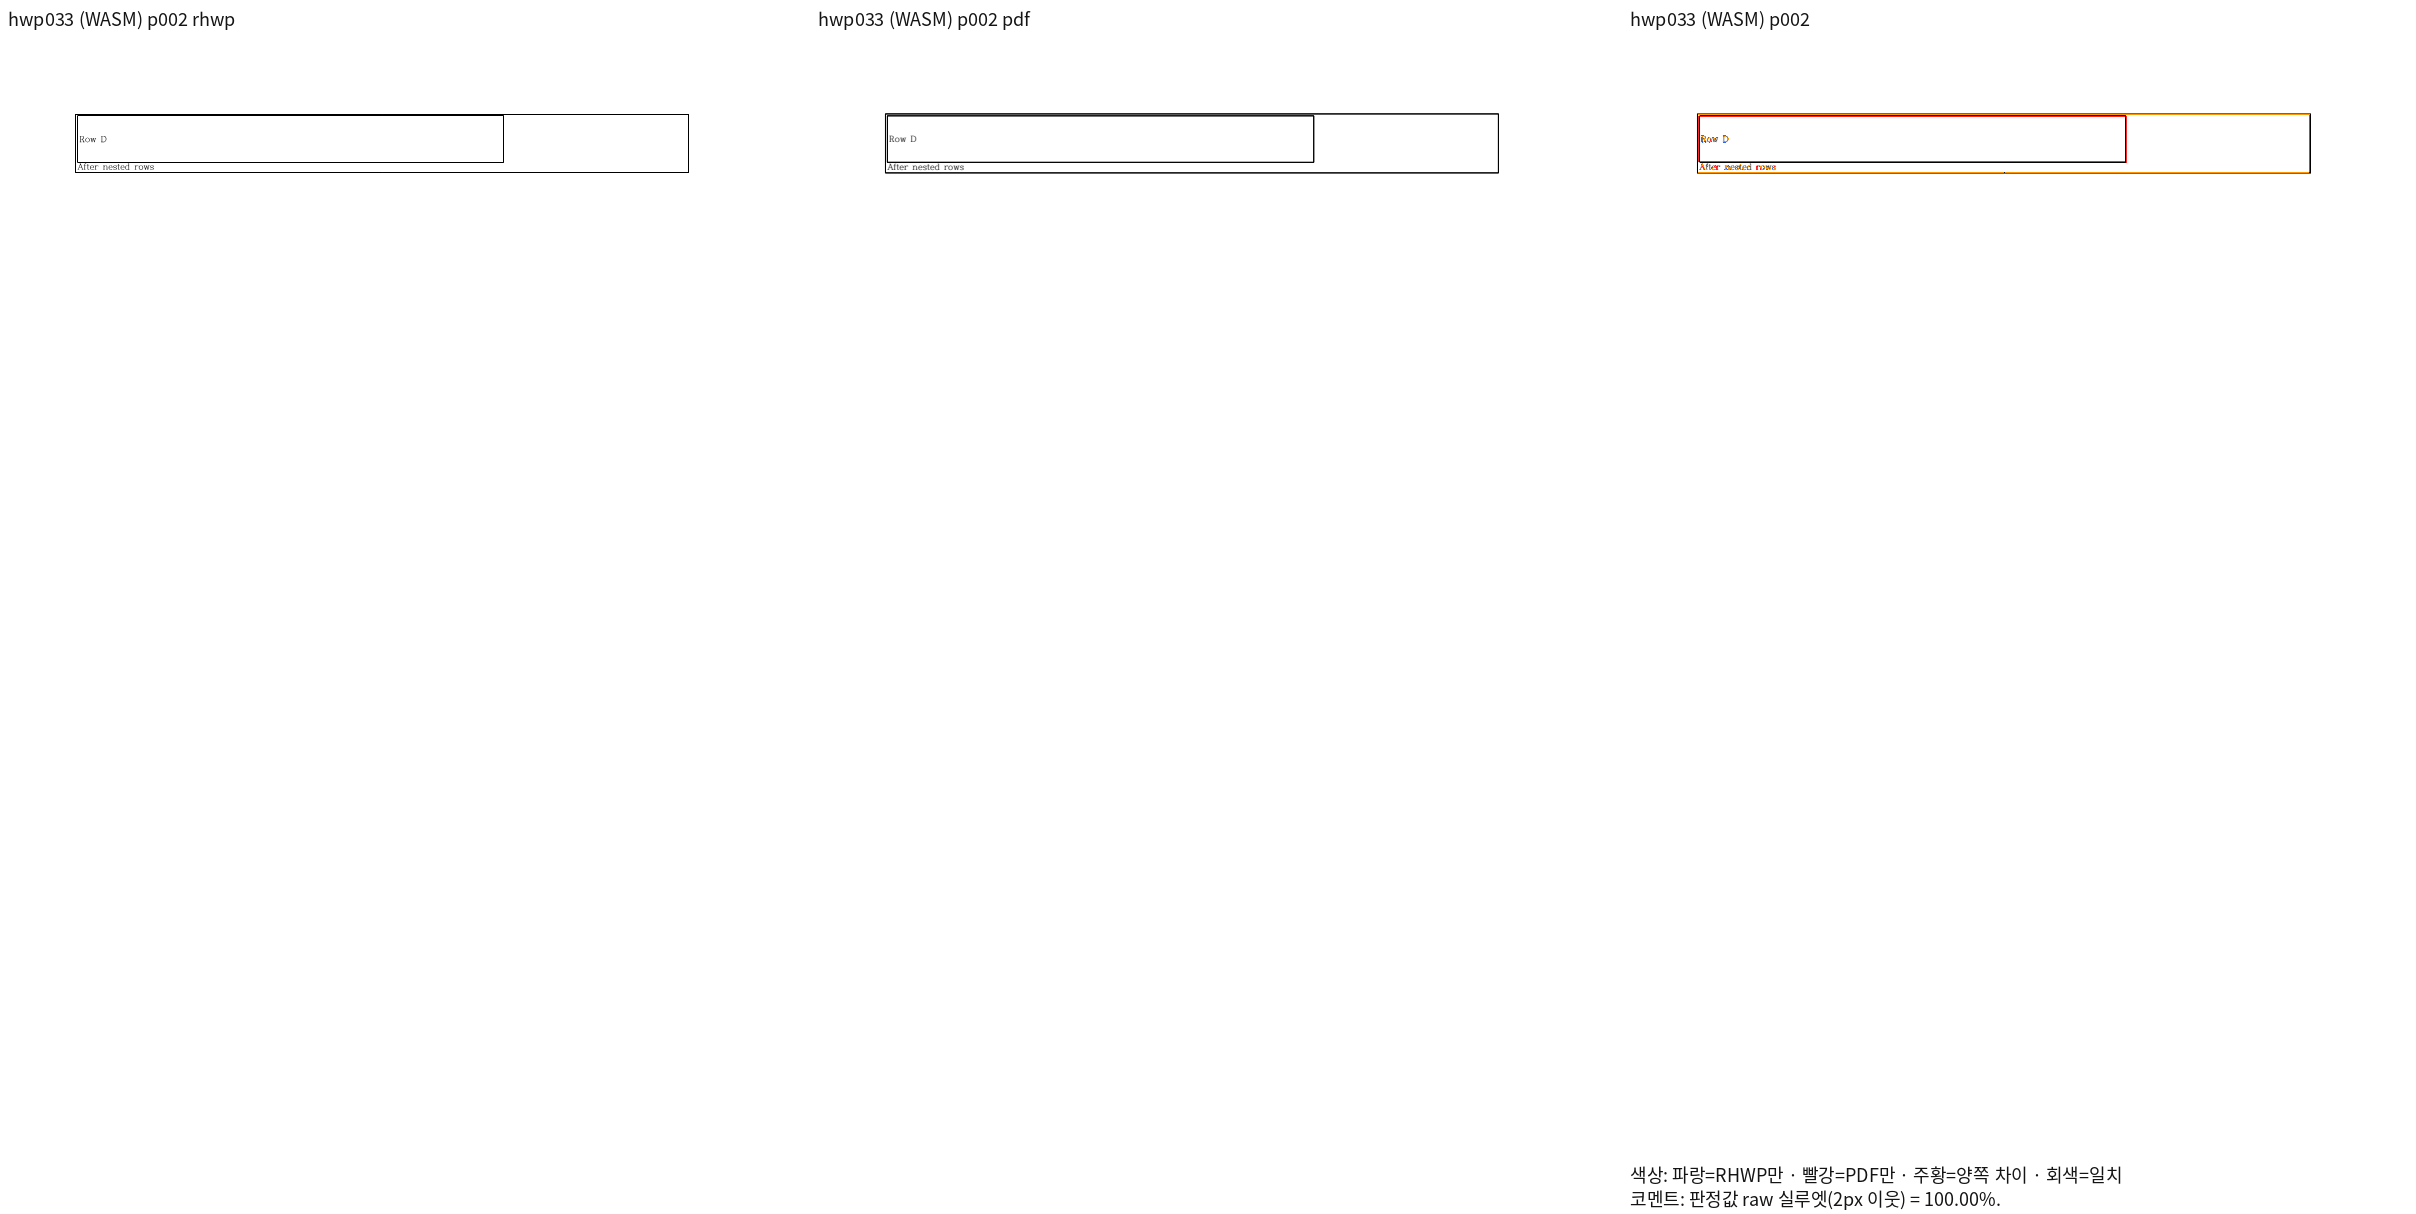 hwp033 (WASM) p002 rhwp
Row D
After nested rows
hwp033 (WASM) p002 pdf
Row D
After nested rows
hwp033 (WASM) p002
Row D
After nested rows
색상: 파랑=RHWP만 · 빨강=PDF만 · 주황=양쪽 차이 · 회색=일치
코멘트: 판정값 raw 실루엣(2px 이웃) = 100.00%.